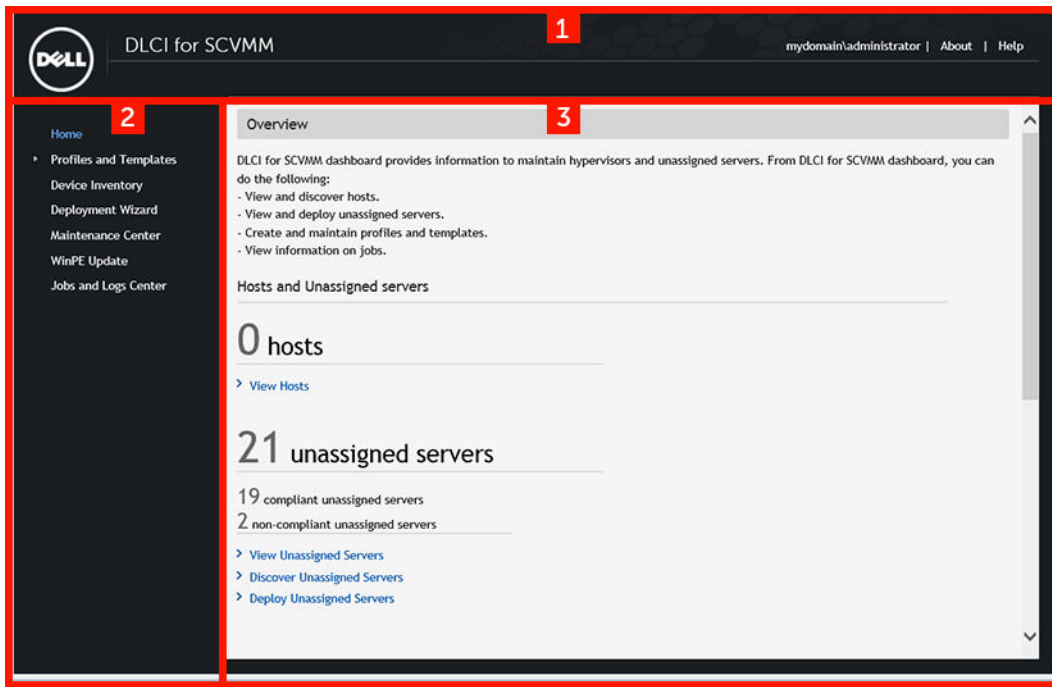 1
DELL
DLCI for SCVMM
mydomain\administrator | About | Help
2
Home
Profiles and Templates
Device Inventory
Deployment Wizard
Maintenance Center
WinPE Update
Jobs and Logs Center
3
Overview
DLCI for SCVMM dashboard provides information to maintain hypervisors and unassigned servers. From DLCI for SCVMM dashboard, you can
do the following:
- View and discover hosts.
- View and deploy unassigned servers.
- Create and maintain profiles and templates.
- View information on jobs.
Hosts and Unassigned servers
0 hosts
View Hosts
21 unassigned servers
19 compliant unassigned servers
2 non-compliant unassigned servers
View Unassigned Servers
Discover Unassigned Servers
Deploy Unassigned Servers